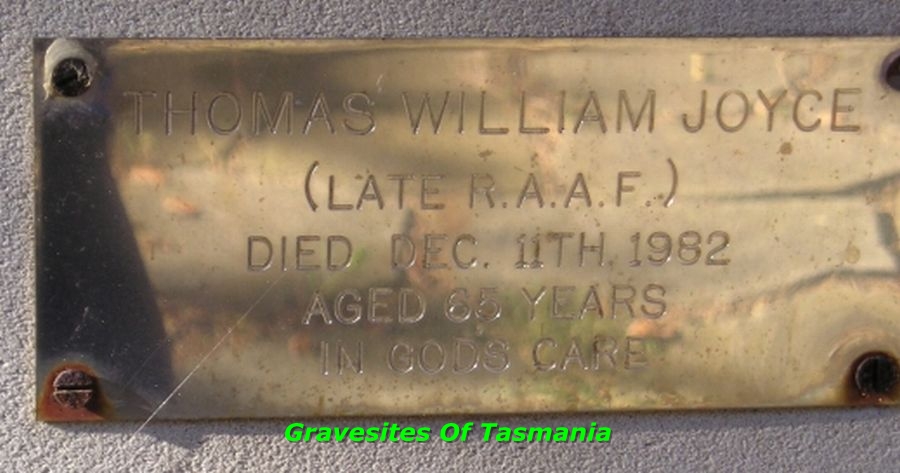 THOMAS WILLIAM JOYCE
(LATE R.A.A.F.)
DIED DEC. 11TH. 1982
AGED 65 YEARS
IN GODS CARE
Gravesites Of Tasmania